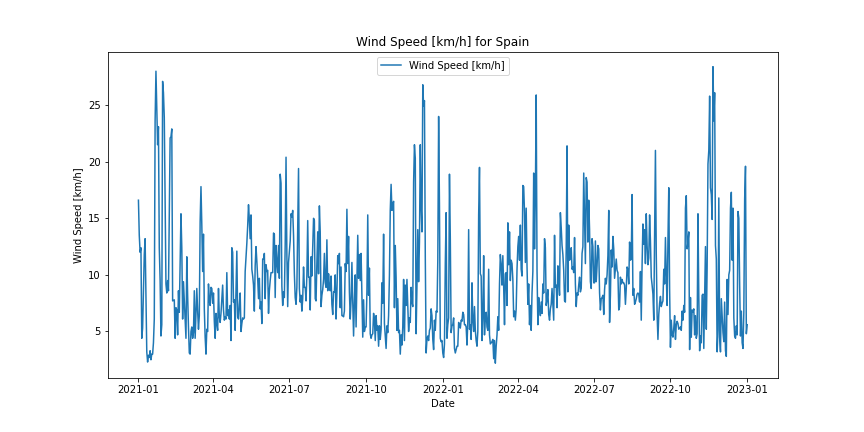 Wind Speed [km/h] for Spain
Wind Speed [km/h]
Wind Speed [km/h]
25
20
15
10
5
2021-01 2021-04 2021-07 2021-10 2022-01 2022-04 2022-07 2022-10 2023-01
Date